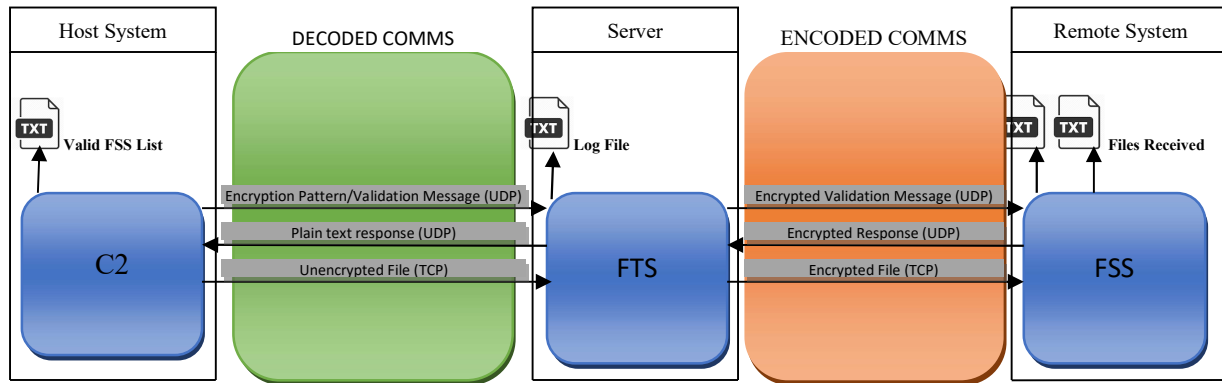 Host System
DECODED COMMS
Server
ENCODED COMMS
Remote System
TXT
Valid FSS List
TXT
Log File
TXT
TXT
Files Received
Encryption Pattern/Validation Message (UDP)
Encrypted Validation Message (UDP)
Plain text response (UDP)
Encrypted Response (UDP)
C2
Unencrypted File (TCP)
FTS
Encrypted File (TCP)
FSS